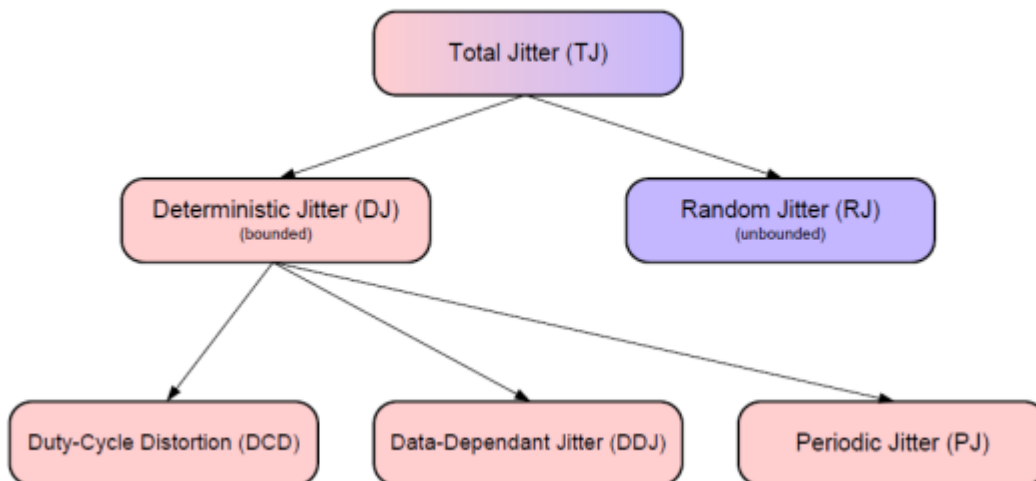 Total Jitter (TJ)
Deterministic Jitter (DJ)
(bounded)
Random Jitter (RJ)
(unbounded)
Duty-Cycle Distortion (DCD)
Data-Dependant Jitter (DDJ)
Periodic Jitter (PJ)